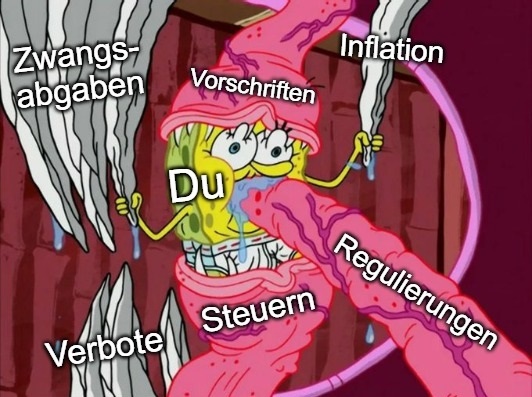 Zwangs-
abgaben
Inflation
Vorschriften
Du
Regulierungen
Steuern
Verbote